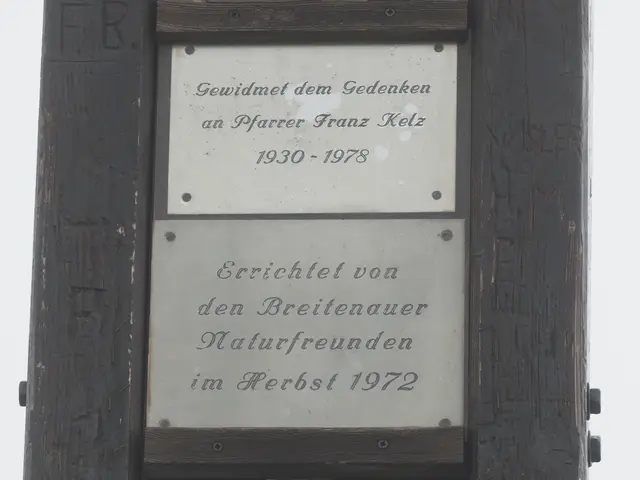 F.B.
Gewidmet dem Gedenken
an Pfarrer Franz Kelz
1930 - 1978
Errichtet von
den Breitenauer
Naturfreunden
im Herbst 1972